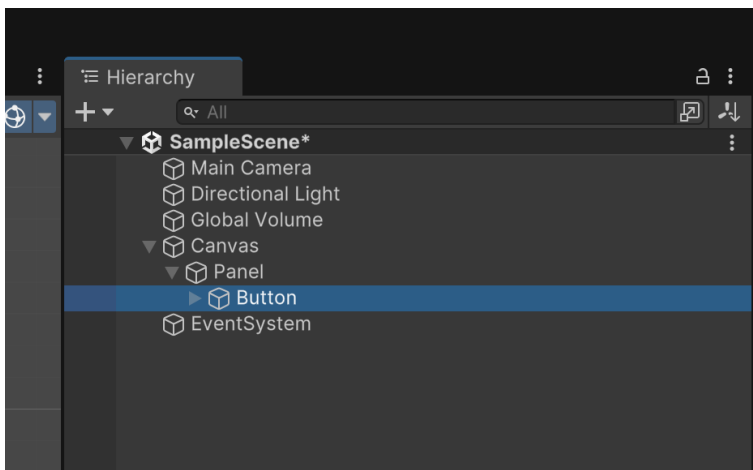 Hierarchy
All
SampleScene*
Main Camera
Directional Light
Global Volume
Canvas
Panel
Button
EventSystem